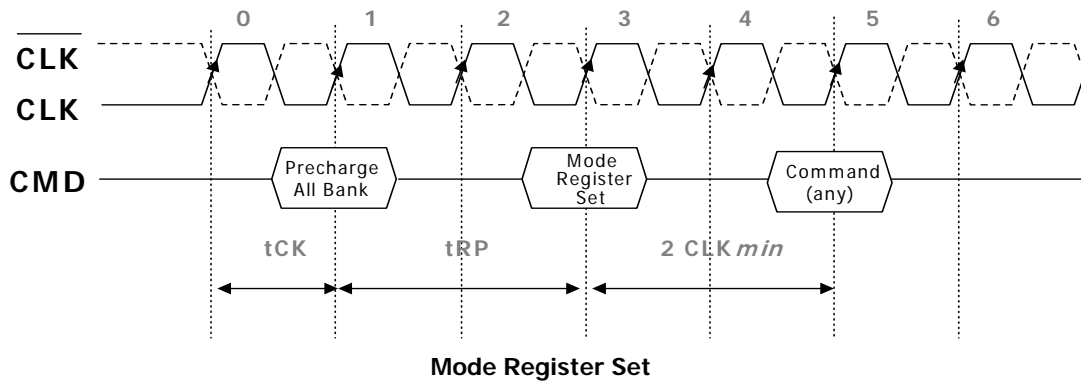 0 1 2 3 4 5 6
CLK
CLK
CMD
Precharge
All Bank
Mode
Register
Set
Command
(any)
tCK tRP 2 CLK min
Mode Register Set